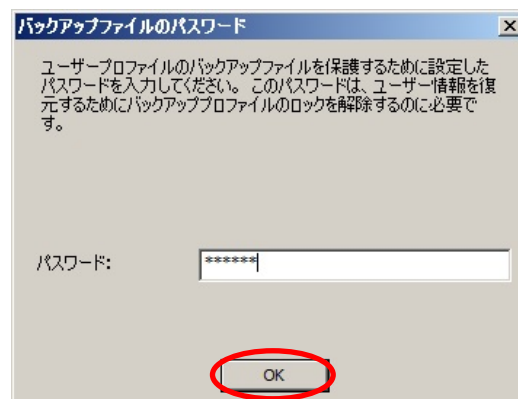 バックアップファイルのパスワード
ユーザープロファイルのバックアップファイルを保護するために設定した
パスワードを入力してください。このパスワードは、ユーザー情報を復
元するためにバックアッププロファイルのロックを解除するのに必要で
す。
パスワード: ******
OK